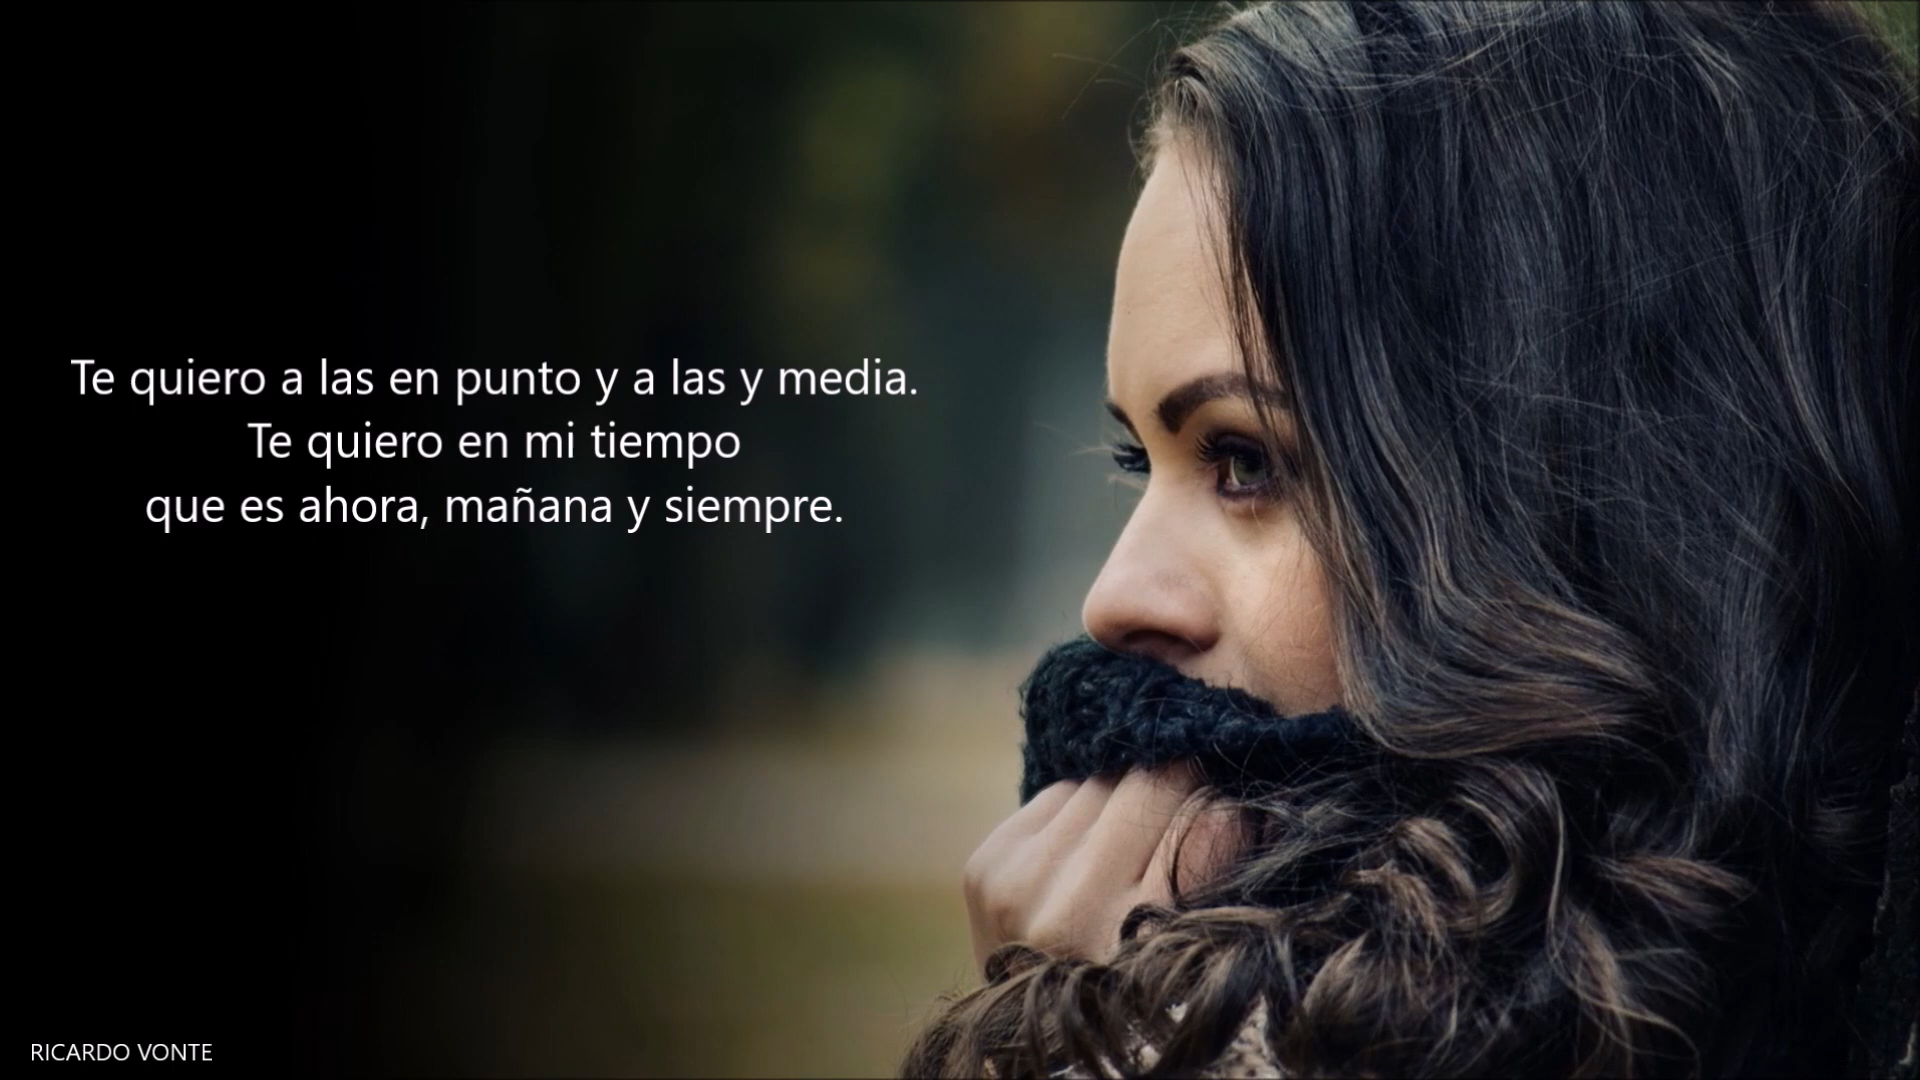 Te quiero a las en punto y a las y media.
Te quiero en mi tiempo
que es ahora, mañana y siempre.
RICARDO VONTE